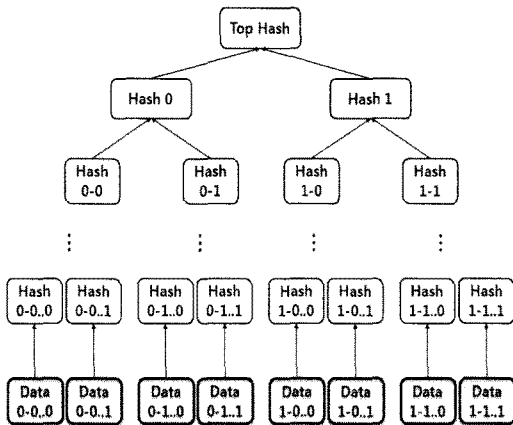 Top Hash
Hash 0
Hash 1
Hash
0-0
Hash
0-1
Hash
1-0
Hash
1-1
Hash
0-0..0
Hash
0-0..1
Hash
0-1..0
Hash
0-1..1
Hash
1-0..0
Hash
1-0..1
Hash
1-1..0
Hash
1-1..1
Data
0-0..0
Data
0-0..1
Data
0-1..0
Data
0-1..1
Data
1-0..0
Data
1-0..1
Data
1-1..0
Data
1-1..1